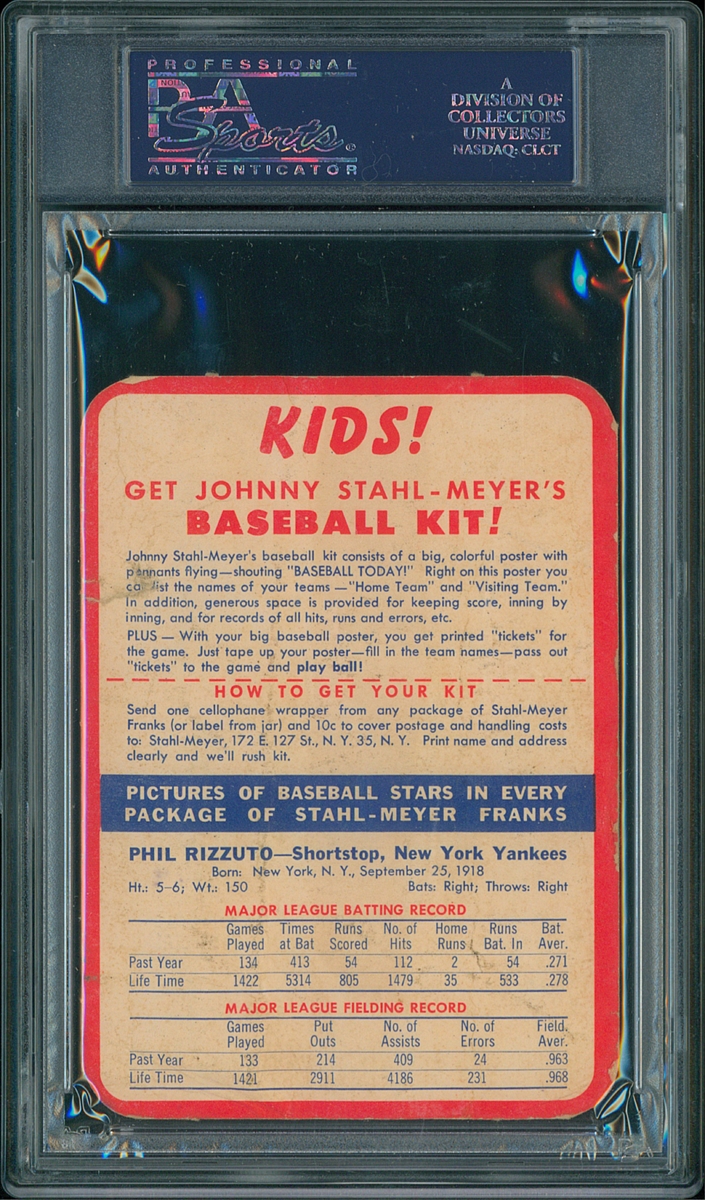 PROFESSIONAL
PSA
Sports®
AUTHENTICATOR
A
DIVISION OF
COLLECTORS
UNIVERSE
NASDAQ: CLCT
KIDS!
GET JOHNNY STAHL-MEYER'S
BASEBALL KIT!
Johnny Stahl-Meyer's baseball kit consists of a big, colorful poster with
pennants flying—shouting "BASEBALL TODAY!" Right on this poster you
can list the names of your teams — "Home Team" and "Visiting Team."
In addition, generous space is provided for keeping score, inning by
inning, and for records of all hits, runs and errors, etc.
PLUS — With your big baseball poster, you get printed "tickets" for
the game. Just tape up your poster—fill in the team names—pass out
"tickets" to the game and play ball!
HOW TO GET YOUR KIT
Send one cellophane wrapper from any package of Stahl-Meyer
Franks (or label from jar) and 10c to cover postage and handling costs
to: Stahl-Meyer, 172 E. 127 St., N. Y. 35, N. Y. Print name and address
clearly and we'll rush kit.
PICTURES OF BASEBALL STARS IN EVERY
PACKAGE OF STAHL-MEYER FRANKS
PHIL RIZZUTO—Shortstop, New York Yankees
Born: New York, N. Y., September 25, 1918
Ht.: 5-6; Wt.: 150 Bats: Right; Throws: Right
MAJOR LEAGUE BATTING RECORD
Games Times Runs No. of Home Runs Bat.
Played at Bat Scored Hits Runs Bat. In Aver.
Past Year 134 413 54 112 2 54 .271
Life Time 1422 5314 805 1479 35 533 .278
MAJOR LEAGUE FIELDING RECORD
Games Put No. of No. of Field.
Played Outs Assists Errors Aver.
Past Year 133 214 409 24 .963
Life Time 1421 2911 4186 231 .968